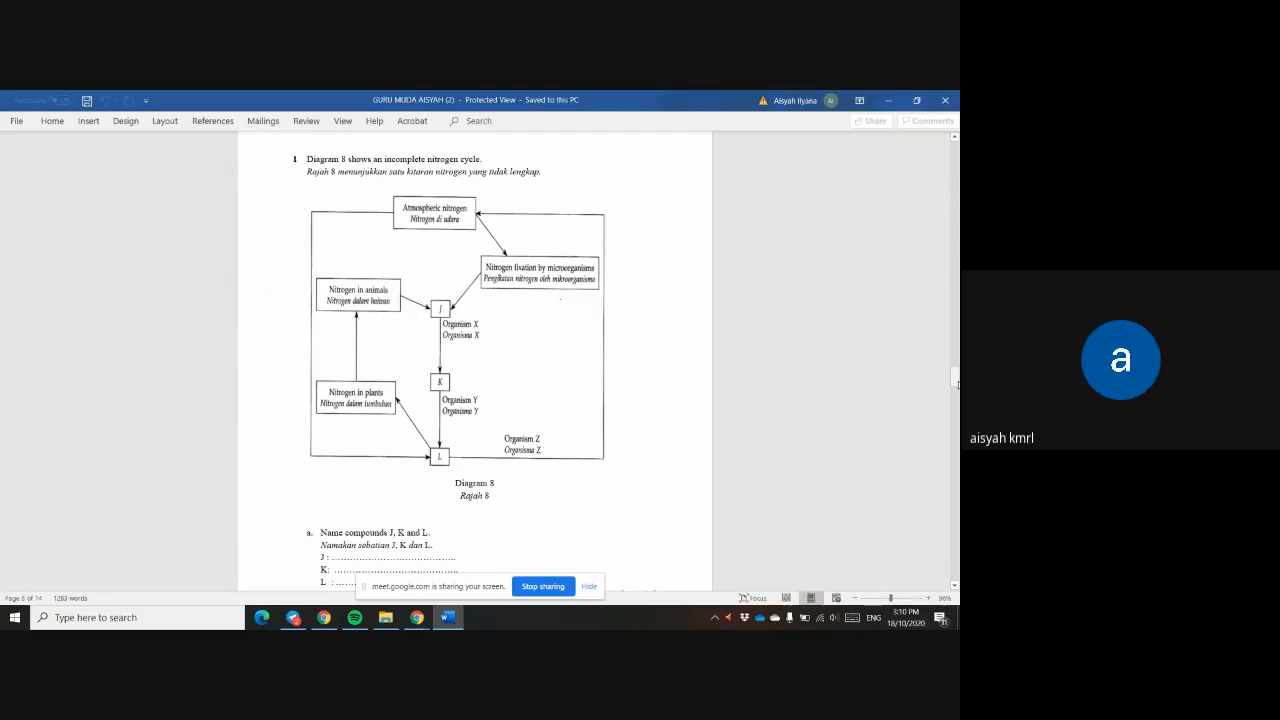 GURU MUDA AISYAH (2) - Protected View - Saved to this PC
Aisyah Ilyana
AI
File Home Insert Design Layout References Mailings Review View Help Acrobat Search
Share Comments
1 Diagram 8 shows an incomplete nitrogen cycle.
Rajah 8 menunjukkan satu kitaran nitrogen yang tidak lengkap.
Atmospheric nitrogen
Nitrogen di udara
Nitrogen fixation by microorganisms
Pengikatan nitrogen oleh mikroorganisma
Nitrogen in animals
Nitrogen dalam haiwan
J
Organism X
Organisma X
K
Nitrogen in plants
Nitrogen dalam tumbuhan
Organism Y
Organisma Y
Organism Z
Organisma Z
L
Diagram 8
Rajah 8
a. Name compounds J, K and L.
Namakan sebatian J, K dan L.
J : ………………………………..
K: ………………………………..
L : ……
meet.google.com is sharing your screen. Stop sharing Hide
Page 6 of 14 1283 words
Focus
96%
Type here to search
ENG
3:10 PM
18/10/2020
a
aisyah kmrl